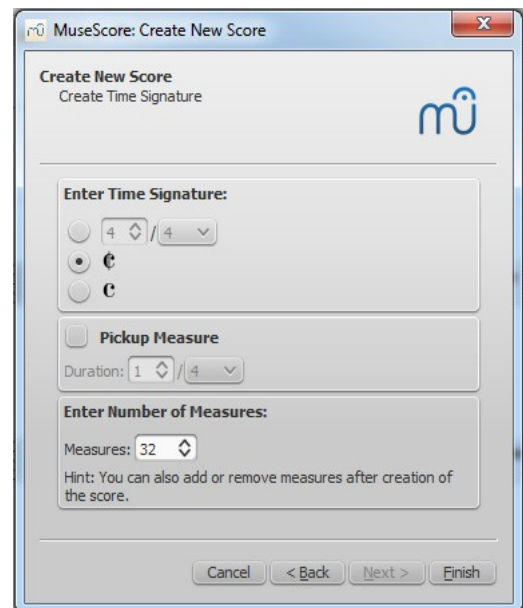 MuseScore: Create New Score
Create New Score
Create Time Signature
Enter Time Signature:
4 / 4
¢
C
Pickup Measure
Duration: 1 / 4
Enter Number of Measures:
Measures: 32
Hint: You can also add or remove measures after creation of
the score.
Cancel < Back Next > Finish